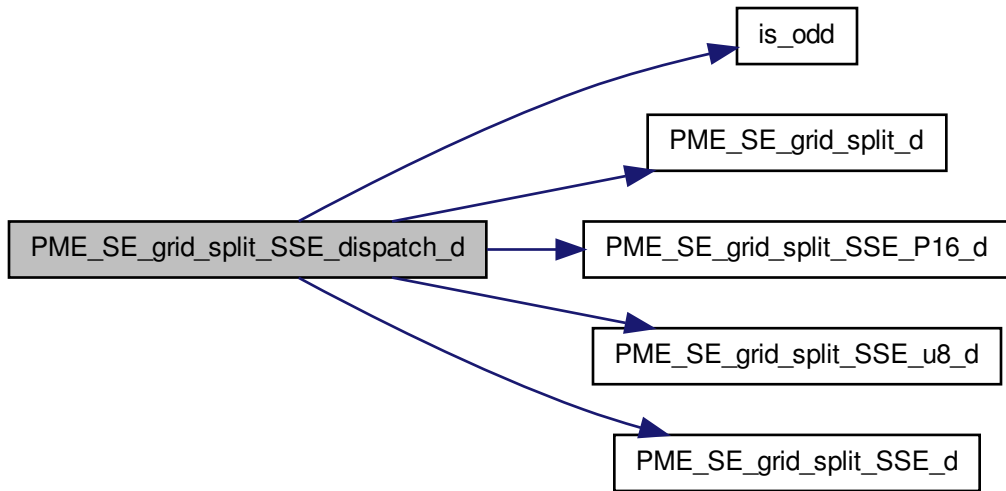 is_odd
PME_SE_grid_split_d
PME_SE_grid_split_SSE_dispatch_d
PME_SE_grid_split_SSE_P16_d
PME_SE_grid_split_SSE_u8_d
PME_SE_grid_split_SSE_d